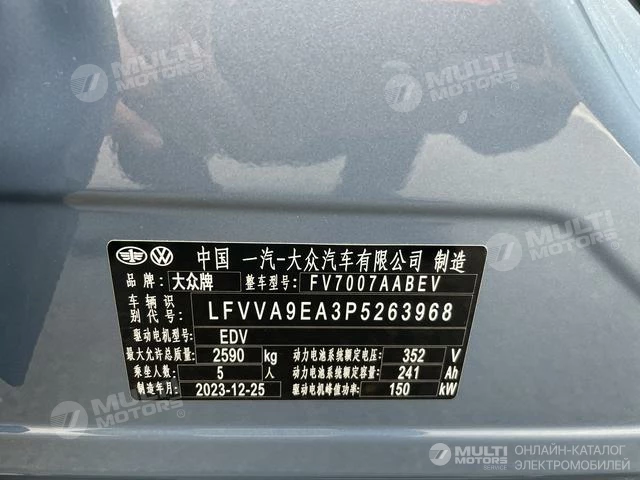 MULTI MOTORS
MULTI MOTORS
中国 一汽-大众汽车有限公司 制造
品 牌: 大众牌 整车型号: FV7007AABEV
车辆识别代号: LFVVA9EA3P5263968
驱动电机型号: EDV
最大允许总质量: 2590 kg 动力电池系统额定电压: 352 V
乘坐人数: 5 人 动力电池系统额定容量: 241 Ah
制造年月: 2023-12-25 驱动电机峰值功率: 150 kW
MULTI MOTORS
MULTI MOTORS
MULTI MOTORS SERVICE
ОНЛАЙН-КАТАЛОГ
ЭЛЕКТРОМОБИЛЕЙ